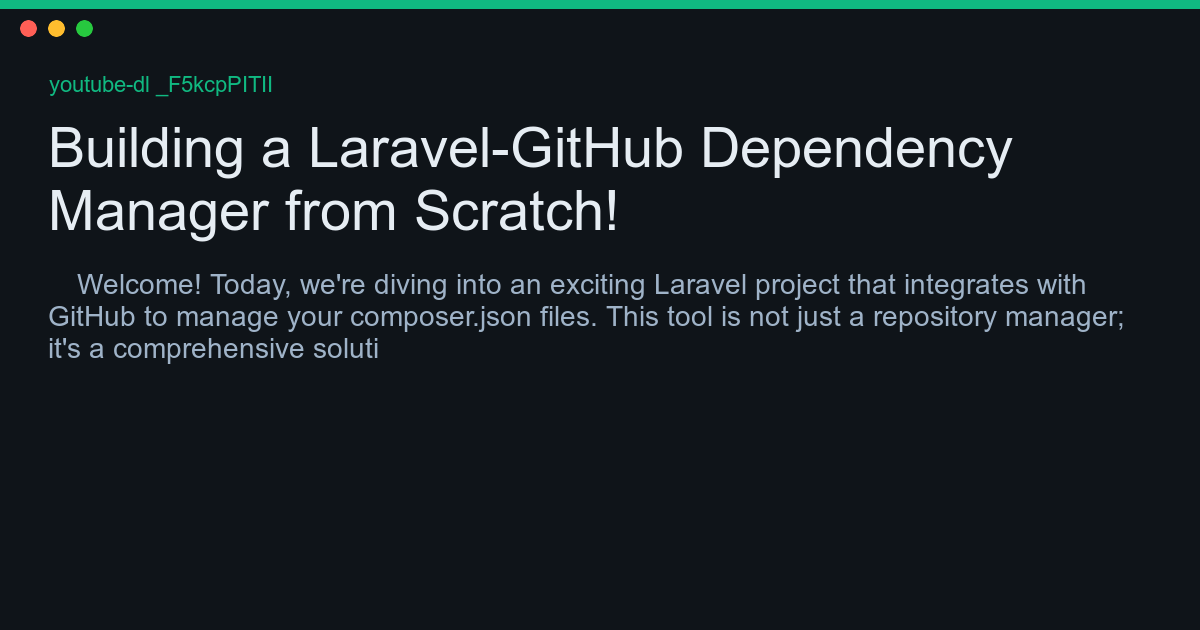 youtube-dl _F5kcpPITII
Building a Laravel-GitHub Dependency
Manager from Scratch!
Welcome! Today, we're diving into an exciting Laravel project that integrates with
GitHub to manage your composer.json files. This tool is not just a repository manager;
it's a comprehensive soluti